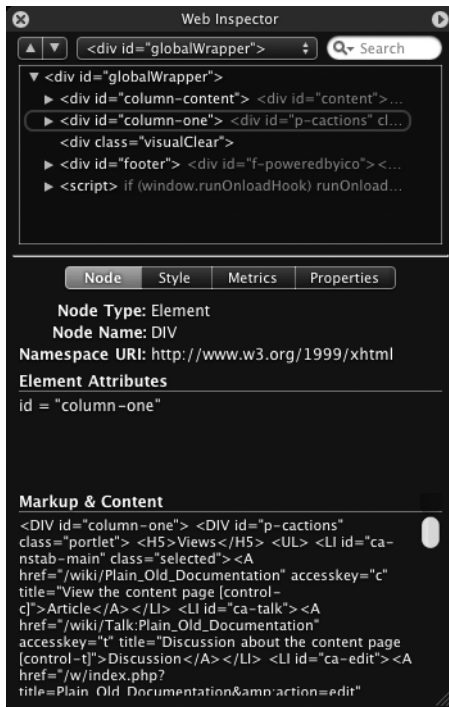 Web Inspector
<div id="globalWrapper"> Search
▼ <div id="globalWrapper">
▶ <div id="column-content"> <div id="content">...
▶ <div id="column-one"> <div id="p-cactions" cl...
<div class="visualClear">
▶ <div id="footer"> <div id="f-poweredbyico"> <...
▶ <script> if (window.runOnloadHook) runOnload...
Node Style Metrics Properties
Node Type: Element
Node Name: DIV
Namespace URI: http://www.w3.org/1999/xhtml
Element Attributes
id = "column-one"
Markup & Content
<DIV id="column-one"> <DIV id="p-cactions"
class="portlet"> <H5>Views</H5> <UL> <LI id="ca-
nstab-main" class="selected"><A
href="/wiki/Plain_Old_Documentation" accesskey="c"
title="View the content page [control-
c]">Article</A></LI> <LI id="ca-talk"><A
href="/wiki/Talk:Plain_Old_Documentation"
accesskey="t" title="Discussion about the content page
[control-t]">Discussion</A></LI> <LI id="ca-edit"><A
href="/w/index.php?
title=Plain_Old_Documentation&amp;action=edit"